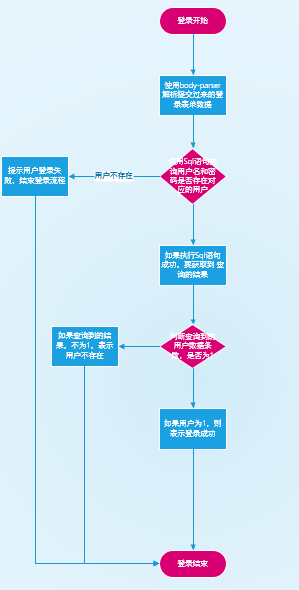 登录开始
使用body-parser
解析提交过来的登
录表单数据
用Sql语句
询用户名和密
码是否存在对
应的用户
用户不存在
提示用户登录失
败，结束登录流程
如果执行Sql语句
成功，要获取到 查
询的结果
判断查询到的
用户数据条
数，是否为1
如果查询到的结
果，不为1，表示
用户不存在
如果用户为1，则
表示登录成功
登录结束